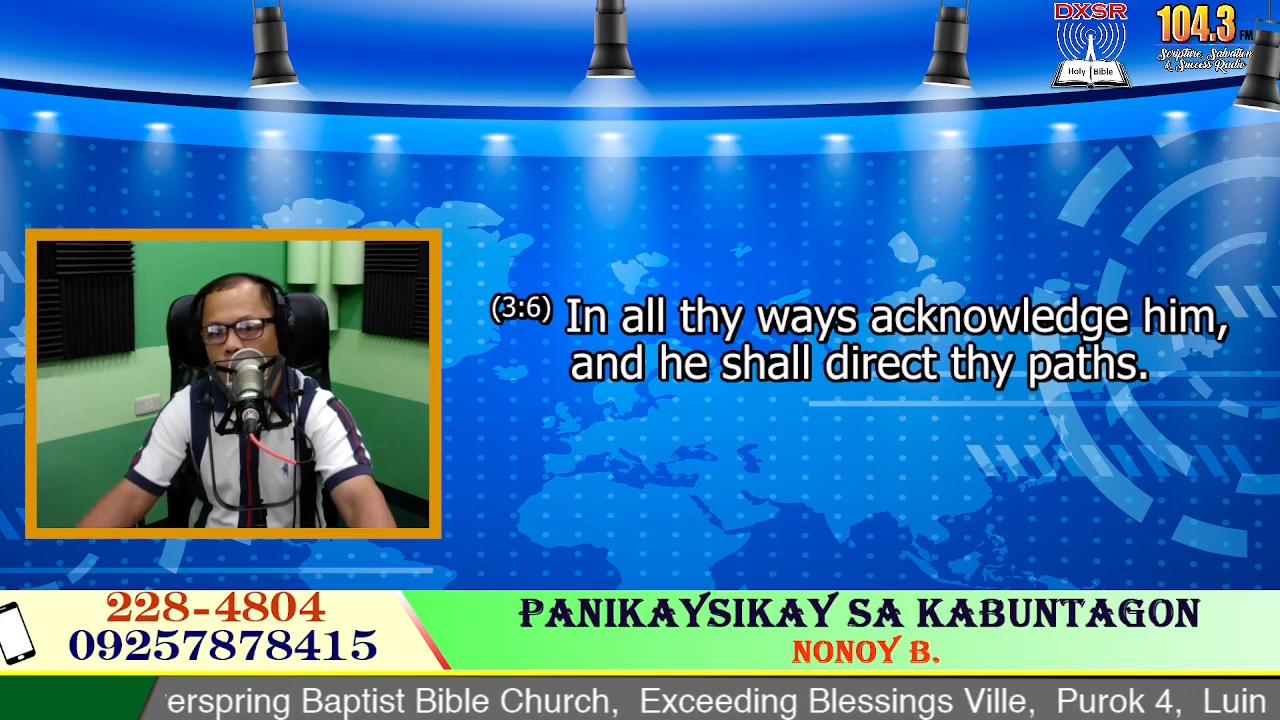 DXSR
Holy Bible
104.3 FM
Scripture, Salvation
& Success Radio
(3:6) In all thy ways acknowledge him,
and he shall direct thy paths.
228-4804
09257878415
PANIKAYSIKAY SA KABUNTAGON
NONOY B.
erspring Baptist Bible Church, Exceeding Blessings Ville, Purok 4, Luin